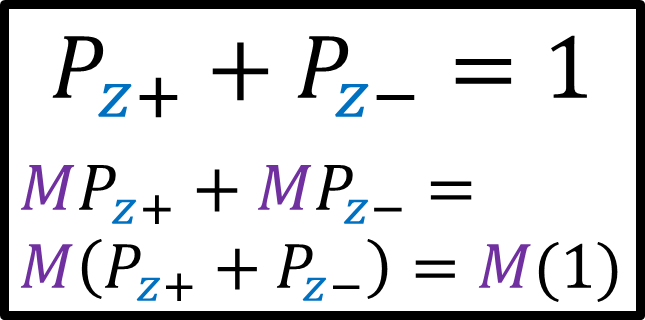 P_{z+} + P_{z-} = 1
MP_{z+} + MP_{z-} =
M(P_{z+} + P_{z-}) = M(1)